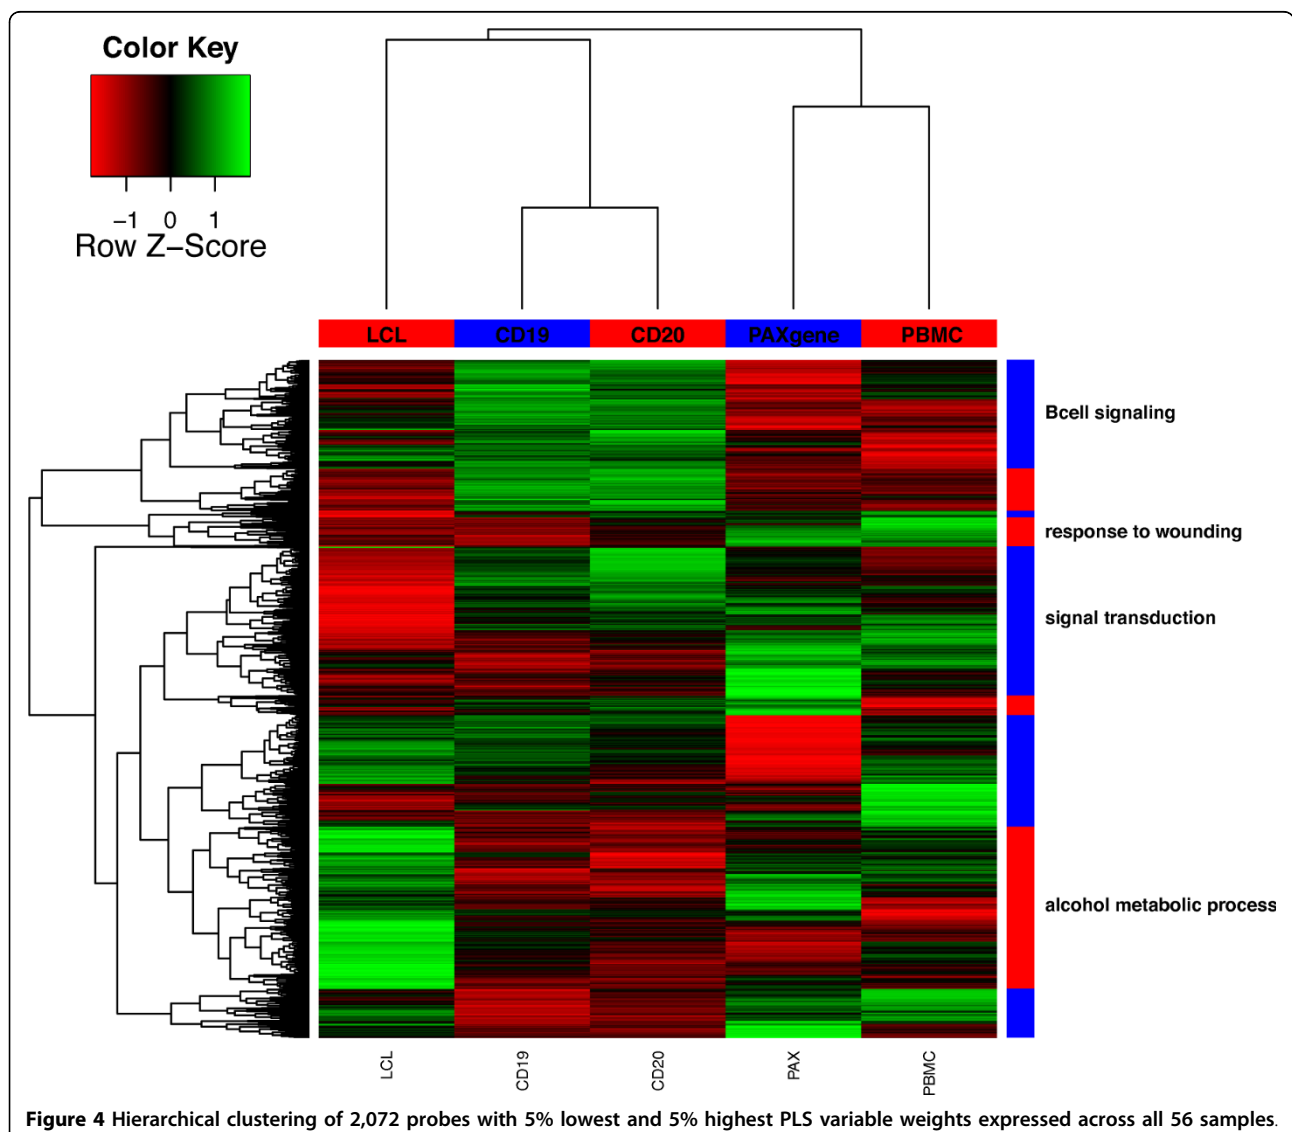 Color Key
−1 0 1
Row Z−Score
LCL CD19 CD20 PAXgene PBMC
Bcell signaling
response to wounding
signal transduction
alcohol metabolic process
LCL CD19 CD20 PAX PBMC
Figure 4 Hierarchical clustering of 2,072 probes with 5% lowest and 5% highest PLS variable weights expressed across all 56 samples.